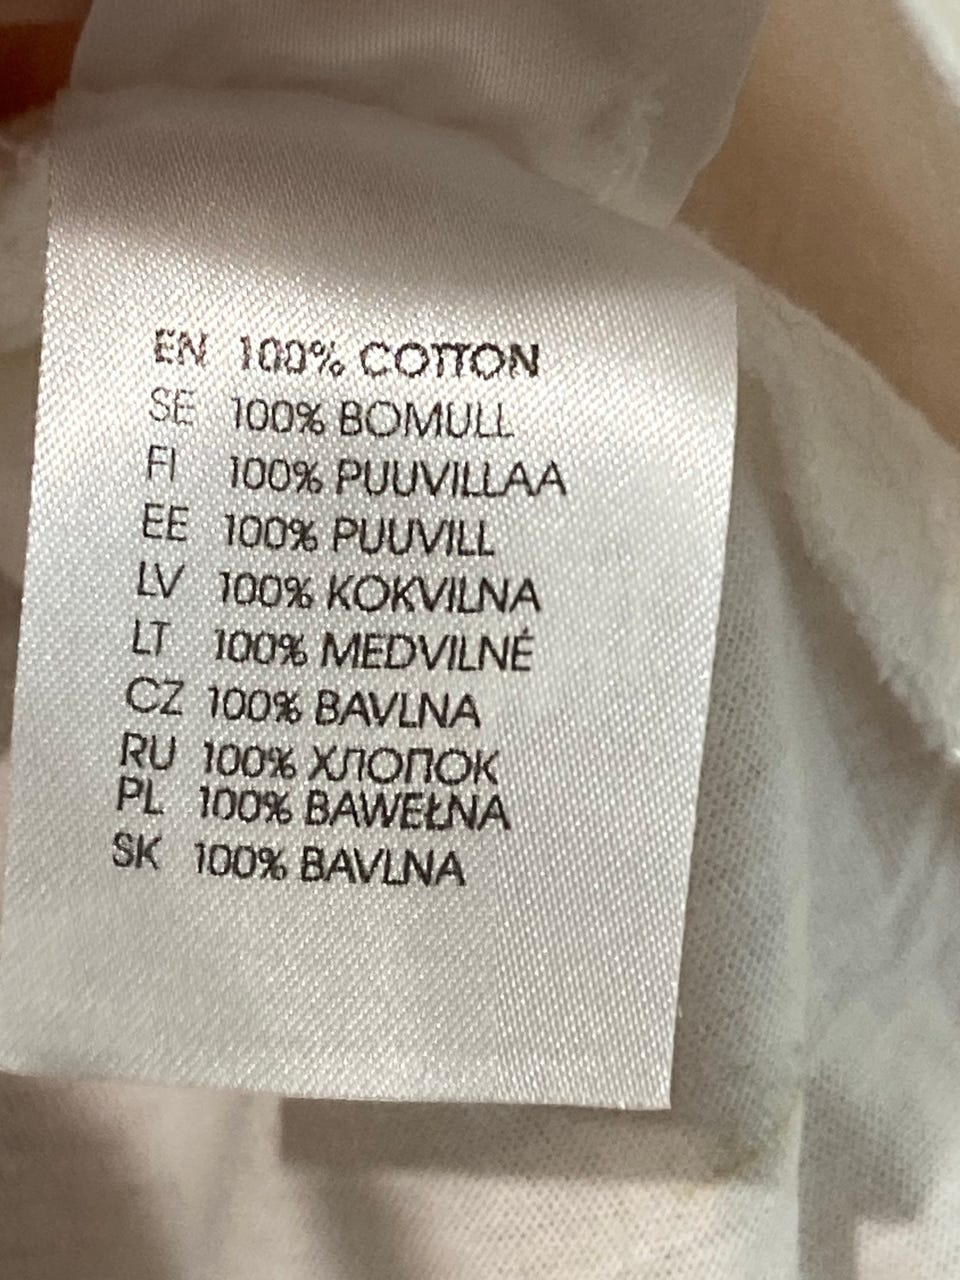 EN 100% COTTON
SE 100% BOMULL
FI 100% PUUVILLAA
EE 100% PUUVILL
LV 100% KOKVILNA
LT 100% MEDVILNÉ
CZ 100% BAVLNA
RU 100% ХЛОПОК
PL 100% BAWEŁNA
SK 100% BAVLNA